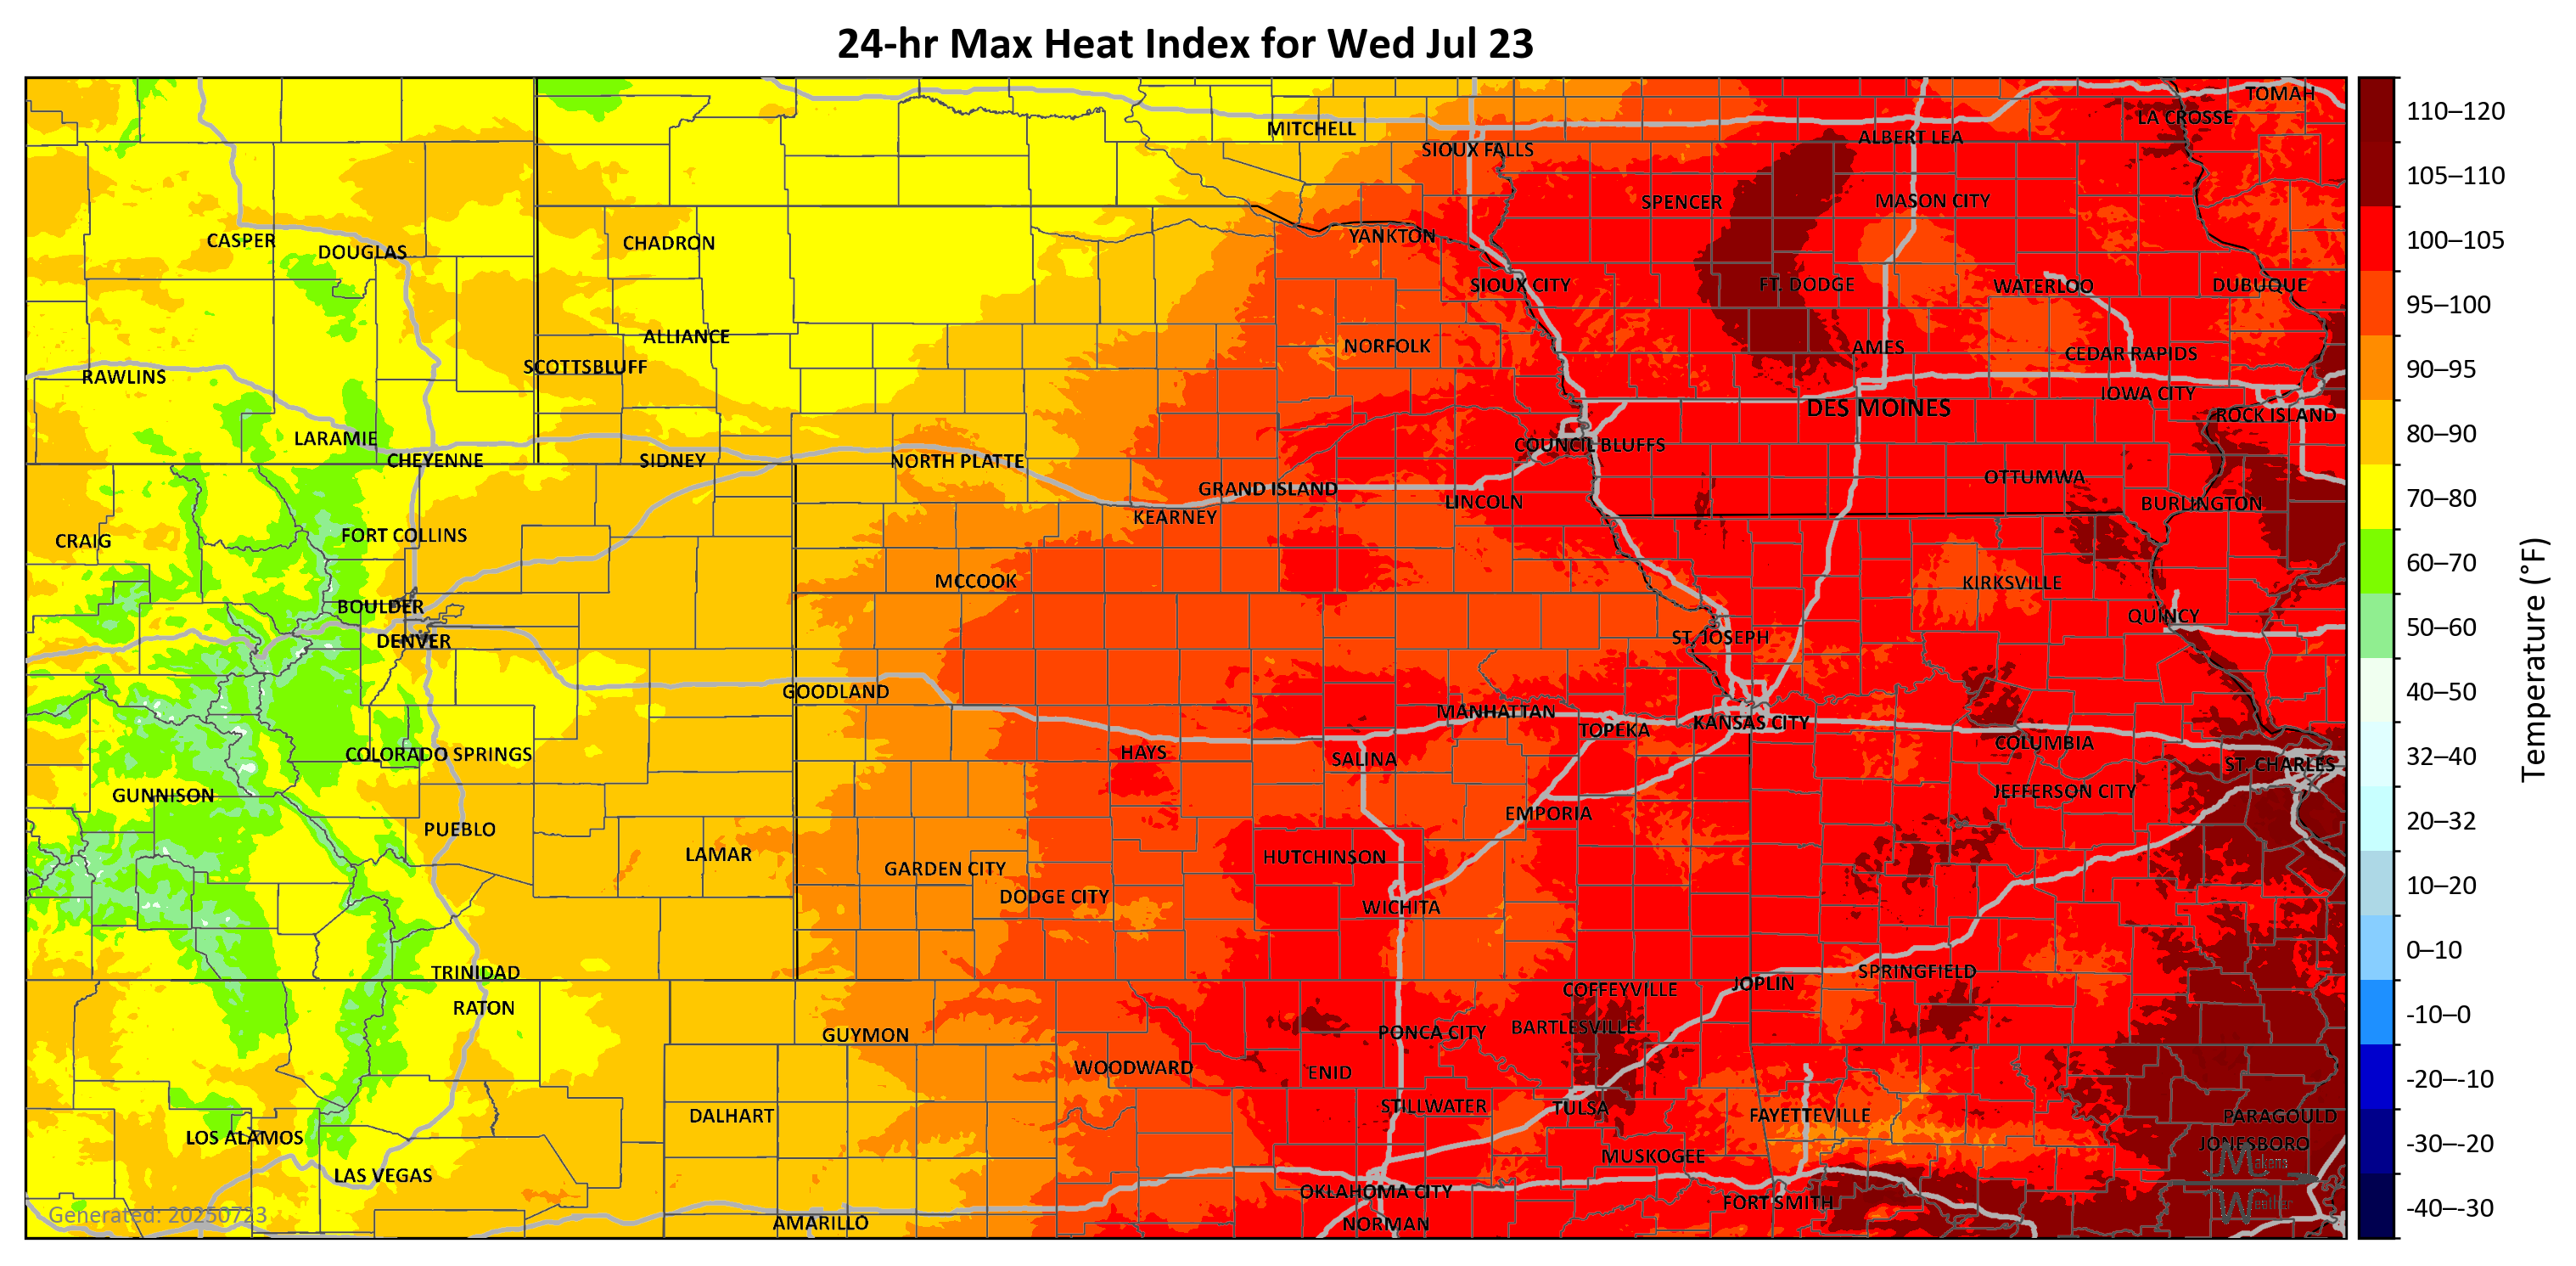 24-hr Max Heat Index for Wed Jul 23
TOMAH
LA CROSSE
MITCHELL
ALBERT LEA
SIOUX FALLS
SPENCER
MASON CITY
YANKTON
CASPER
CHADRON
DOUGLAS
SIOUX CITY
FT. DODGE
WATERLOO
DUBUQUE
ALLIANCE
NORFOLK
AMES
CEDAR RAPIDS
SCOTTSBLUFF
RAWLINS
IOWA CITY
DES MOINES
ROCK ISLAND
LARAMIE
COUNCIL BLUFFS
CHEYENNE
SIDNEY
NORTH PLATTE
OTTUMWA
GRAND ISLAND
LINCOLN
BURLINGTON
KEARNEY
FORT COLLINS
CRAIG
MCCOOK
KIRKSVILLE
BOULDER
QUINCY
DENVER
ST. JOSEPH
GOODLAND
MANHATTAN
KANSAS CITY
TOPEKA
COLUMBIA
COLORADO SPRINGS
HAYS
SALINA
ST. CHARLES
GUNNISON
JEFFERSON CITY
EMPORIA
PUEBLO
LAMAR
HUTCHINSON
GARDEN CITY
DODGE CITY
WICHITA
TRINIDAD
SPRINGFIELD
JOPLIN
COFFEYVILLE
RATON
BARTLESVILLE
GUYMON
PONCA CITY
WOODWARD
ENID
STILLWATER
TULSA
DALHART
FAYETTEVILLE
PARAGOULD
LOS ALAMOS
JONESBORO
MUSKOGEE
Makens
LAS VEGAS
OKLAHOMA CITY
FORT SMITH
Weather
Generated: 20250723
AMARILLO
NORMAN
110–120
105–110
100–105
95–100
90–95
80–90
70–80
60–70
50–60
40–50
32–40
20–32
10–20
0–10
-10–0
-20–-10
-30–-20
-40–-30
Temperature (°F)